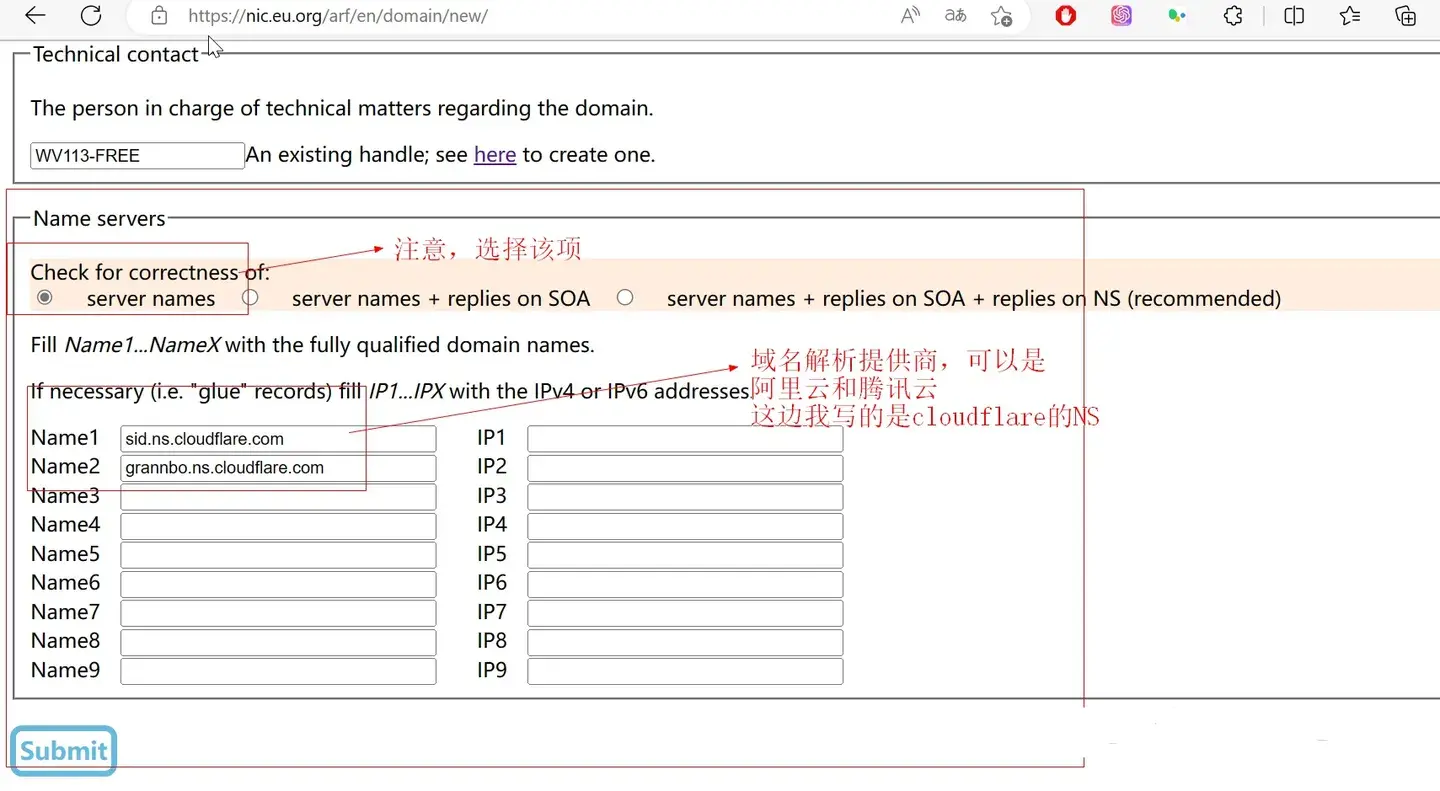 https://nic.eu.org/arf/en/domain/new/
Technical contact
The person in charge of technical matters regarding the domain.
WV113-FREE An existing handle; see here to create one.
Name servers
注意，选择该项
Check for correctness of:
server names server names + replies on SOA server names + replies on SOA + replies on NS (recommended)
Fill Name1...NameX with the fully qualified domain names.
域名解析提供商，可以是
阿里云和腾讯云
这边我写的是cloudflare的NS
If necessary (i.e. "glue" records) fill IP1...IPX with the IPv4 or IPv6 addresses.
Name1 sid.ns.cloudflare.com IP1
Name2 grannbo.ns.cloudflare.com IP2
Name3 IP3
Name4 IP4
Name5 IP5
Name6 IP6
Name7 IP7
Name8 IP8
Name9 IP9
Submit